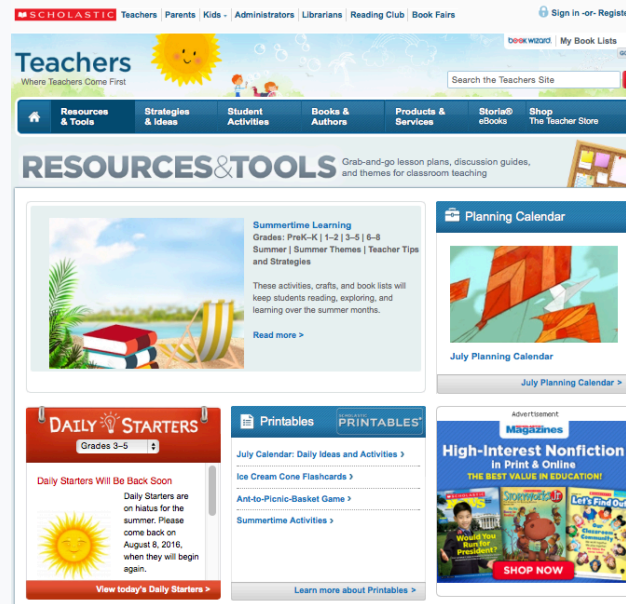 SCHOLASTIC Teachers Parents Kids Administrators Librarians Reading Club Book Fairs Sign in -or- Registe
book wizard. My Book Lists
Teachers
Where Teachers Come First
Search the Teachers Site
Resources & Tools
Strategies & Ideas
Student Activities
Books & Authors
Products & Services
Storia® eBooks
Shop The Teacher Store
RESOURCES&TOOLS
Grab-and-go lesson plans, discussion guides,
and themes for classroom teaching
Summertime Learning
Grades: PreK–K | 1–2 | 3–5 | 6–8
Summer | Summer Themes | Teacher Tips
and Strategies
These activities, crafts, and book lists will
keep students reading, exploring, and
learning over the summer months.
Read more >
Planning Calendar
July Planning Calendar
July Planning Calendar >
DAILY STARTERS
Grades 3–5
Daily Starters Will Be Back Soon
Daily Starters are
on hiatus for the
summer. Please
come back on
August 8, 2016,
when they will begin
again.
View today's Daily Starters >
Printables
SCHOLASTIC
PRINTABLES
July Calendar: Daily Ideas and Activities >
Ice Cream Cone Flashcards >
Ant-to-Picnic-Basket Game >
Summertime Activities >
Learn more about Printables >
Advertisement
Magazines
High-Interest Nonfiction
in Print & Online
THE BEST VALUE IN EDUCATION!
SCHOLASTIC
Storyworks Jr
Let's Find Out
Would You
Run for
President?
Our
Classroom
Community!
SHOP NOW